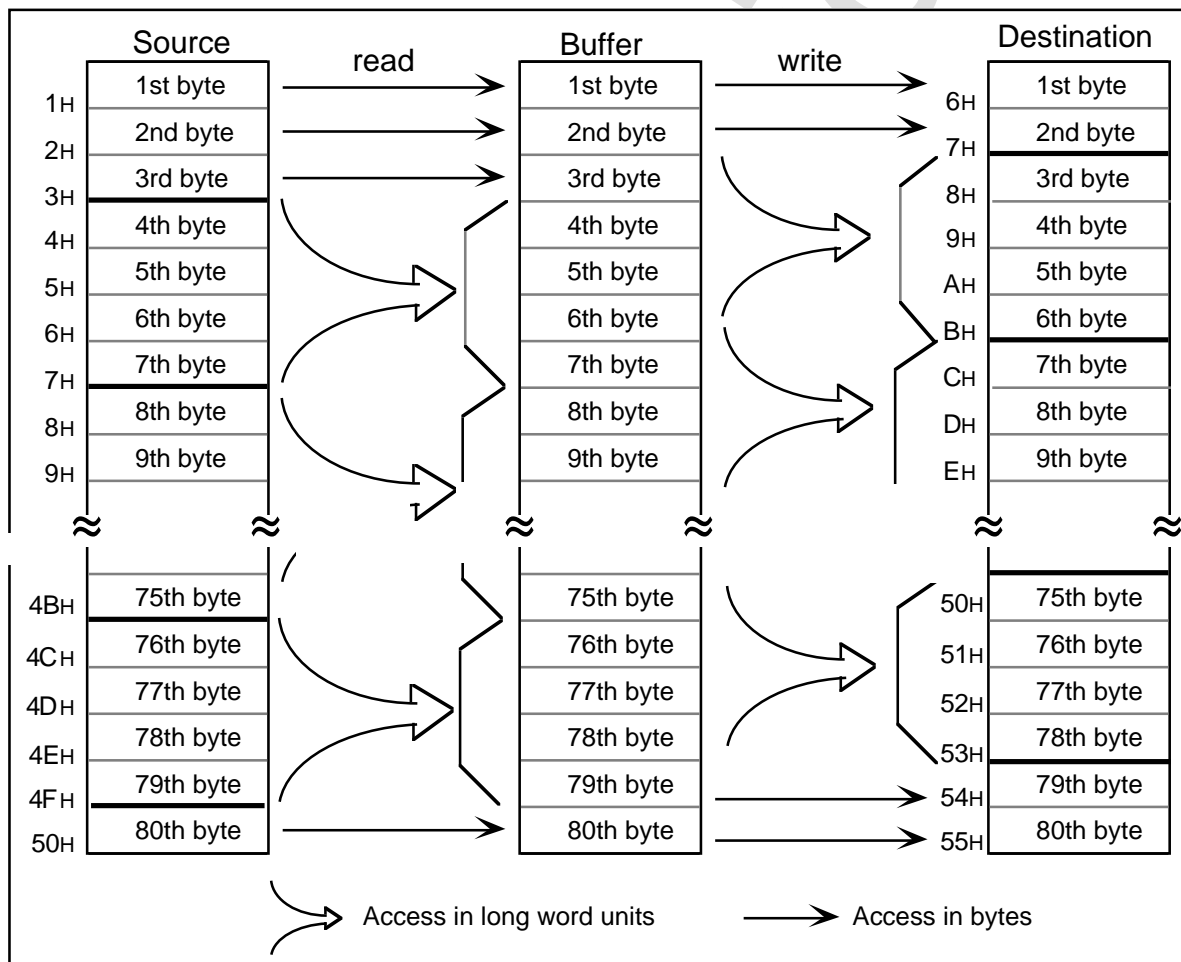 Source
Buffer
Destination
read
write
1st byte
1st byte
1st byte
1H
6H
2nd byte
2nd byte
2nd byte
2H
7H
3rd byte
3rd byte
3rd byte
3H
8H
4th byte
4th byte
4th byte
4H
9H
5th byte
5th byte
5th byte
5H
AH
6th byte
6th byte
6th byte
6H
BH
7th byte
7th byte
7th byte
7H
CH
8th byte
8th byte
8th byte
8H
DH
9th byte
9th byte
9th byte
9H
EH
≈
≈
≈
≈
≈
≈
75th byte
75th byte
75th byte
4BH
50H
76th byte
76th byte
76th byte
4CH
51H
77th byte
77th byte
77th byte
4DH
52H
78th byte
78th byte
78th byte
4EH
53H
79th byte
79th byte
79th byte
4FH
54H
80th byte
80th byte
80th byte
50H
55H
Access in long word units
Access in bytes